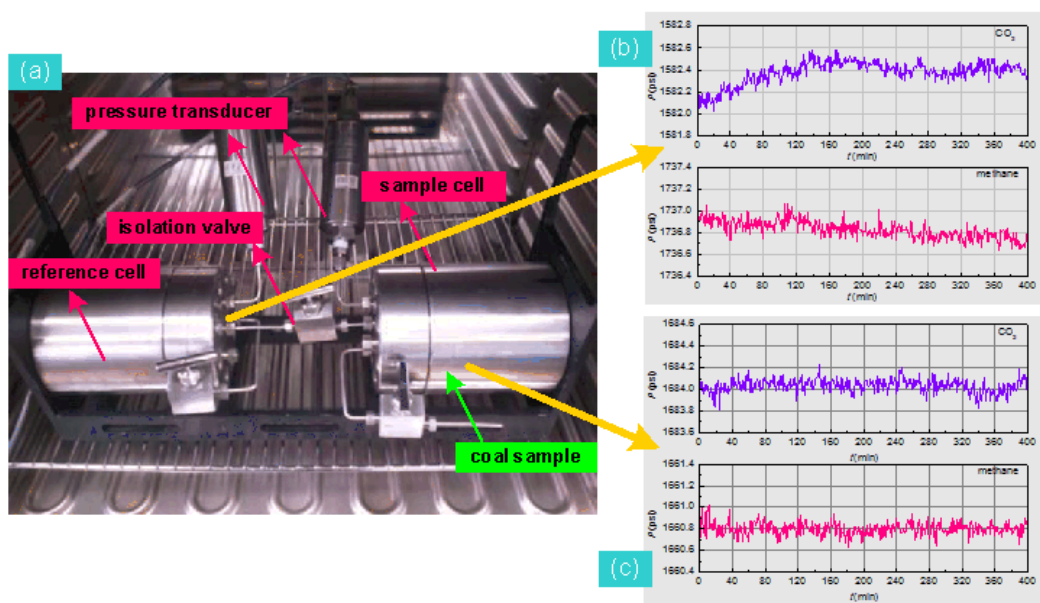 (a)
pressure transducer
sample cell
isolation valve
reference cell
coal sample
(b)
1582.8
1582.6
1582.4
1582.2
1582.0
1581.8
P(psi)
CO2
0 40 80 120 160 200 240 280 320 360 400
t(min)
1737.4
1737.2
1737.0
1736.8
1736.6
1736.4
P(psi)
methane
0 40 80 120 160 200 240 280 320 360 400
t(min)
1684.6
1684.4
1684.2
1684.0
1683.8
1683.6
P(psi)
CO2
0 40 80 120 160 200 240 280 320 360 400
t(min)
1661.4
1661.2
1661.0
1660.8
1660.6
1660.4
P(psi)
methane
0 40 80 120 160 200 240 280 320 360 400
t(min)
(c)